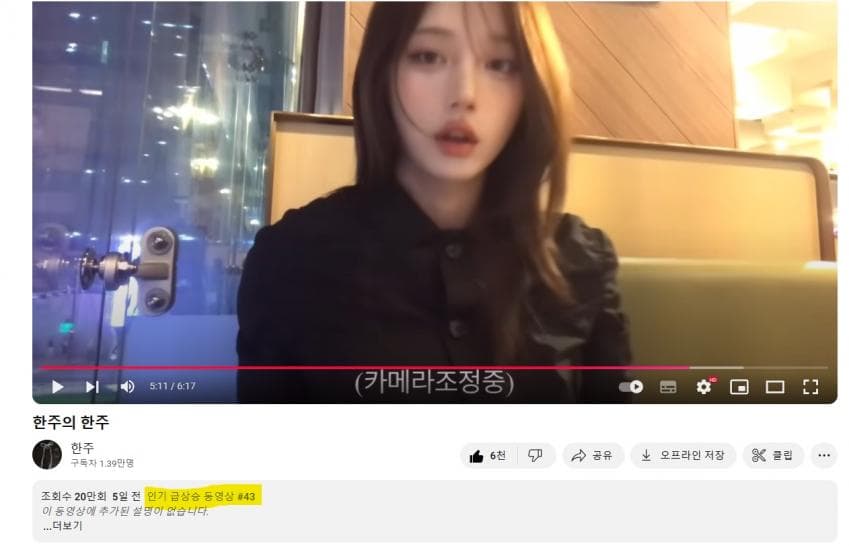 (카메라조정중)
5:11 / 6:17
HD
한주의 한주
한주
구독자 1.39만명
6천
공유
오프라인 저장
클립
조회수 20만회 5일 전 인기 급상승 동영상 #43
이 동영상에 추가된 설명이 없습니다.
...더보기